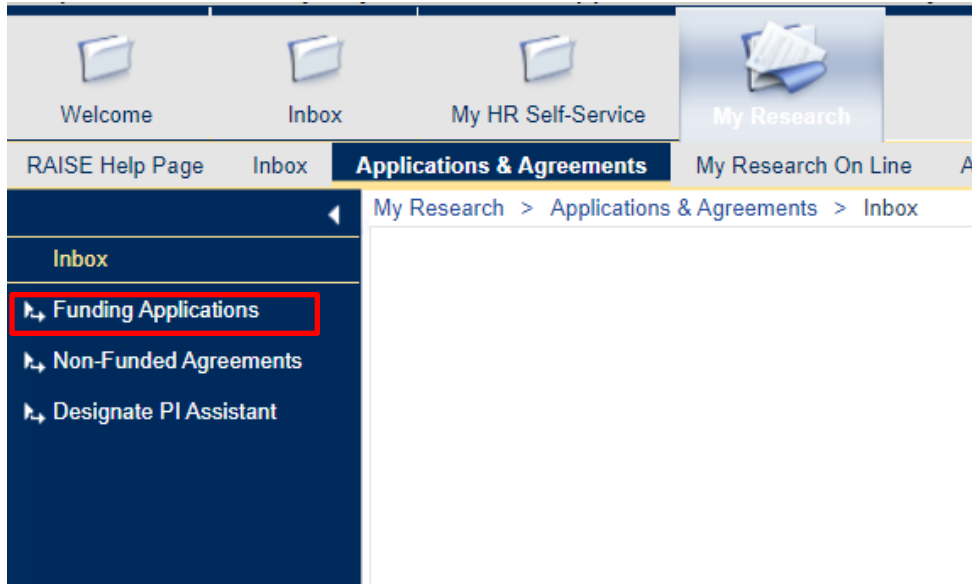 Welcome
Inbox
My HR Self-Service
My Research
RAISE Help Page
Inbox
Applications & Agreements
My Research On Line
A
My Research > Applications & Agreements > Inbox
Inbox
Funding Applications
Non-Funded Agreements
Designate PI Assistant